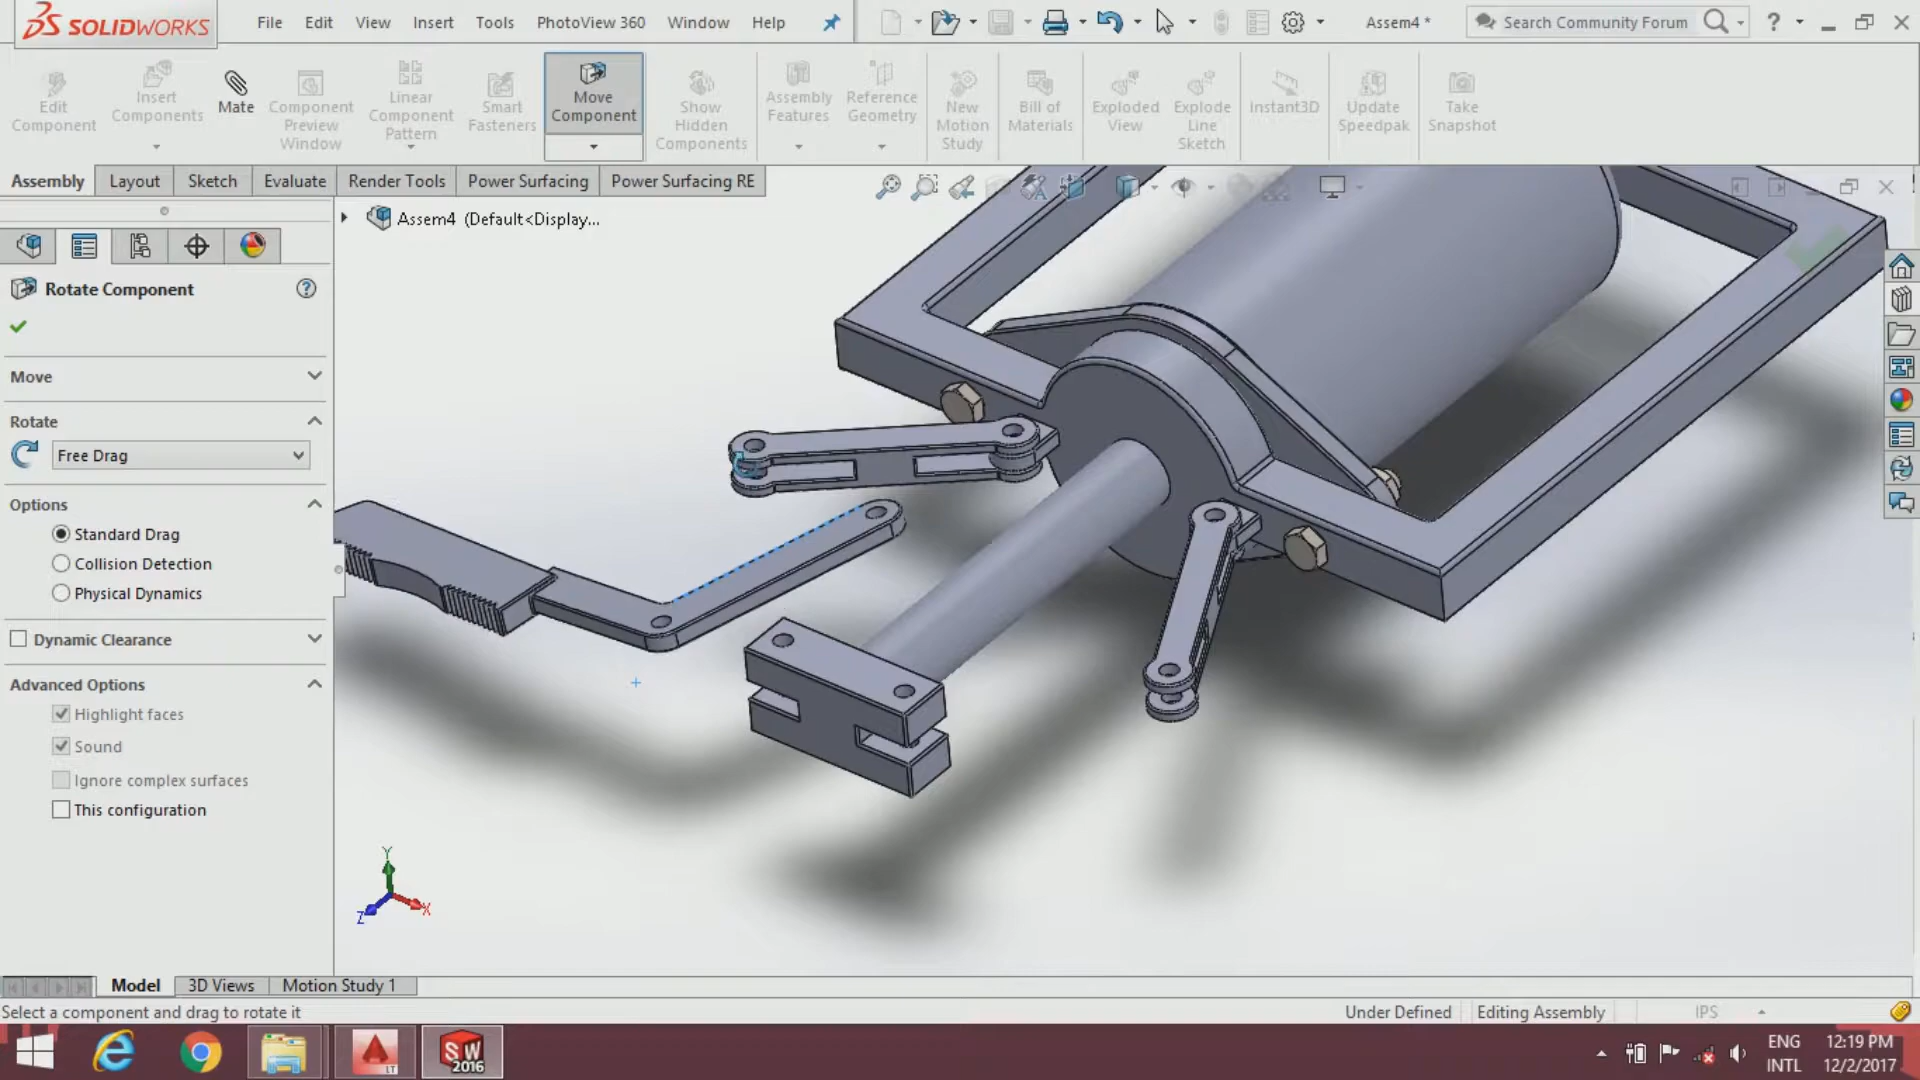 SOLIDWORKS
File Edit View Insert Tools PhotoView 360 Window Help
Assem4 *
Search Community Forum
?
Edit Component
Insert Components
Mate
Component Preview Window
Linear Component Pattern
Smart Fasteners
Move Component
Show Hidden Components
Assembly Features
Reference Geometry
New Motion Study
Bill of Materials
Exploded View
Explode Line Sketch
Instant3D
Update Speedpak
Take Snapshot
Assembly Layout Sketch Evaluate Render Tools Power Surfacing Power Surfacing RE
Assem4 (Default<Display...
Rotate Component
?
Move
Rotate
Free Drag
Options
Standard Drag
Collision Detection
Physical Dynamics
Dynamic Clearance
Advanced Options
Highlight faces
Sound
Ignore complex surfaces
This configuration
Y
Z
X
Model 3D Views Motion Study 1
Select a component and drag to rotate it
Under Defined Editing Assembly IPS
LT
SW
2016
ENG
INTL
12:19 PM
12/2/2017